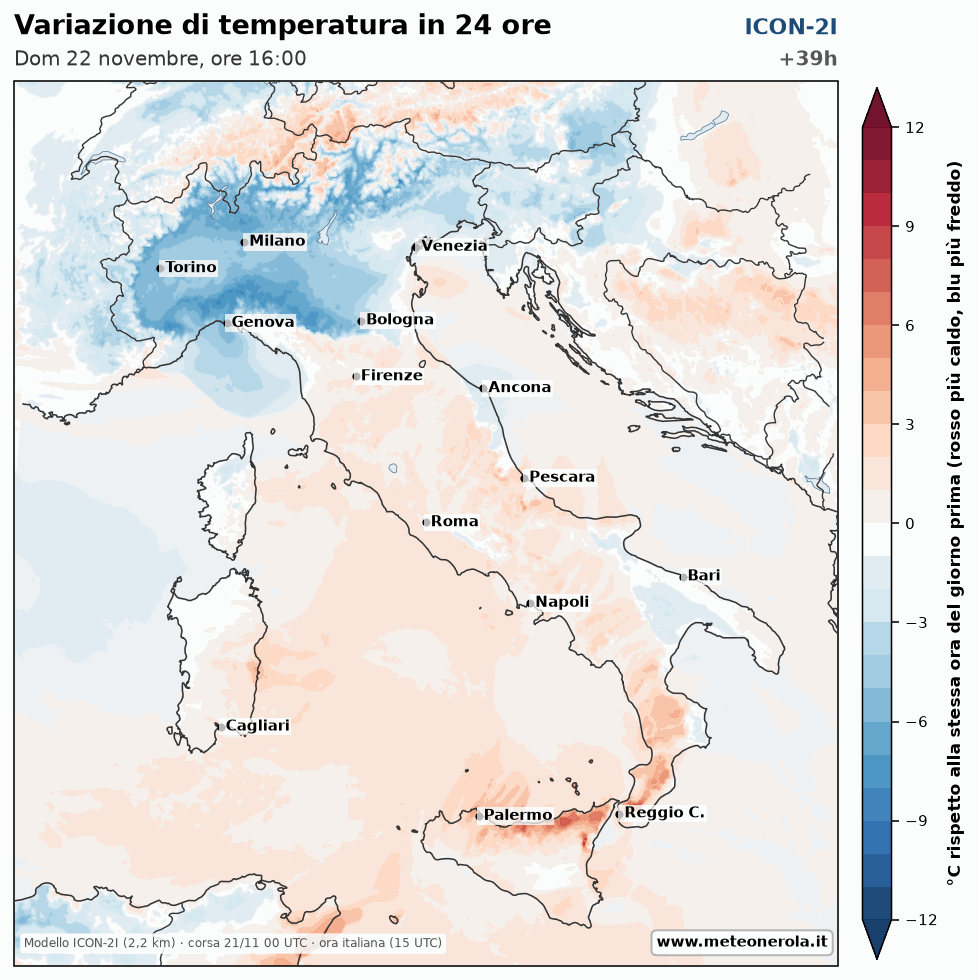 Variazione di temperatura in 24 ore
ICON-2I
Dom 22 novembre, ore 16:00
+39h
Milano
Venezia
Torino
Genova
Bologna
Firenze
Ancona
Pescara
Roma
Bari
Napoli
Cagliari
Palermo
Reggio C.
12
9
6
3
0
−3
−6
−9
−12
°C rispetto alla stessa ora del giorno prima (rosso più caldo, blu più freddo)
Modello ICON-2I (2,2 km) · corsa 21/11 00 UTC · ora italiana (15 UTC)
www.meteonerola.it